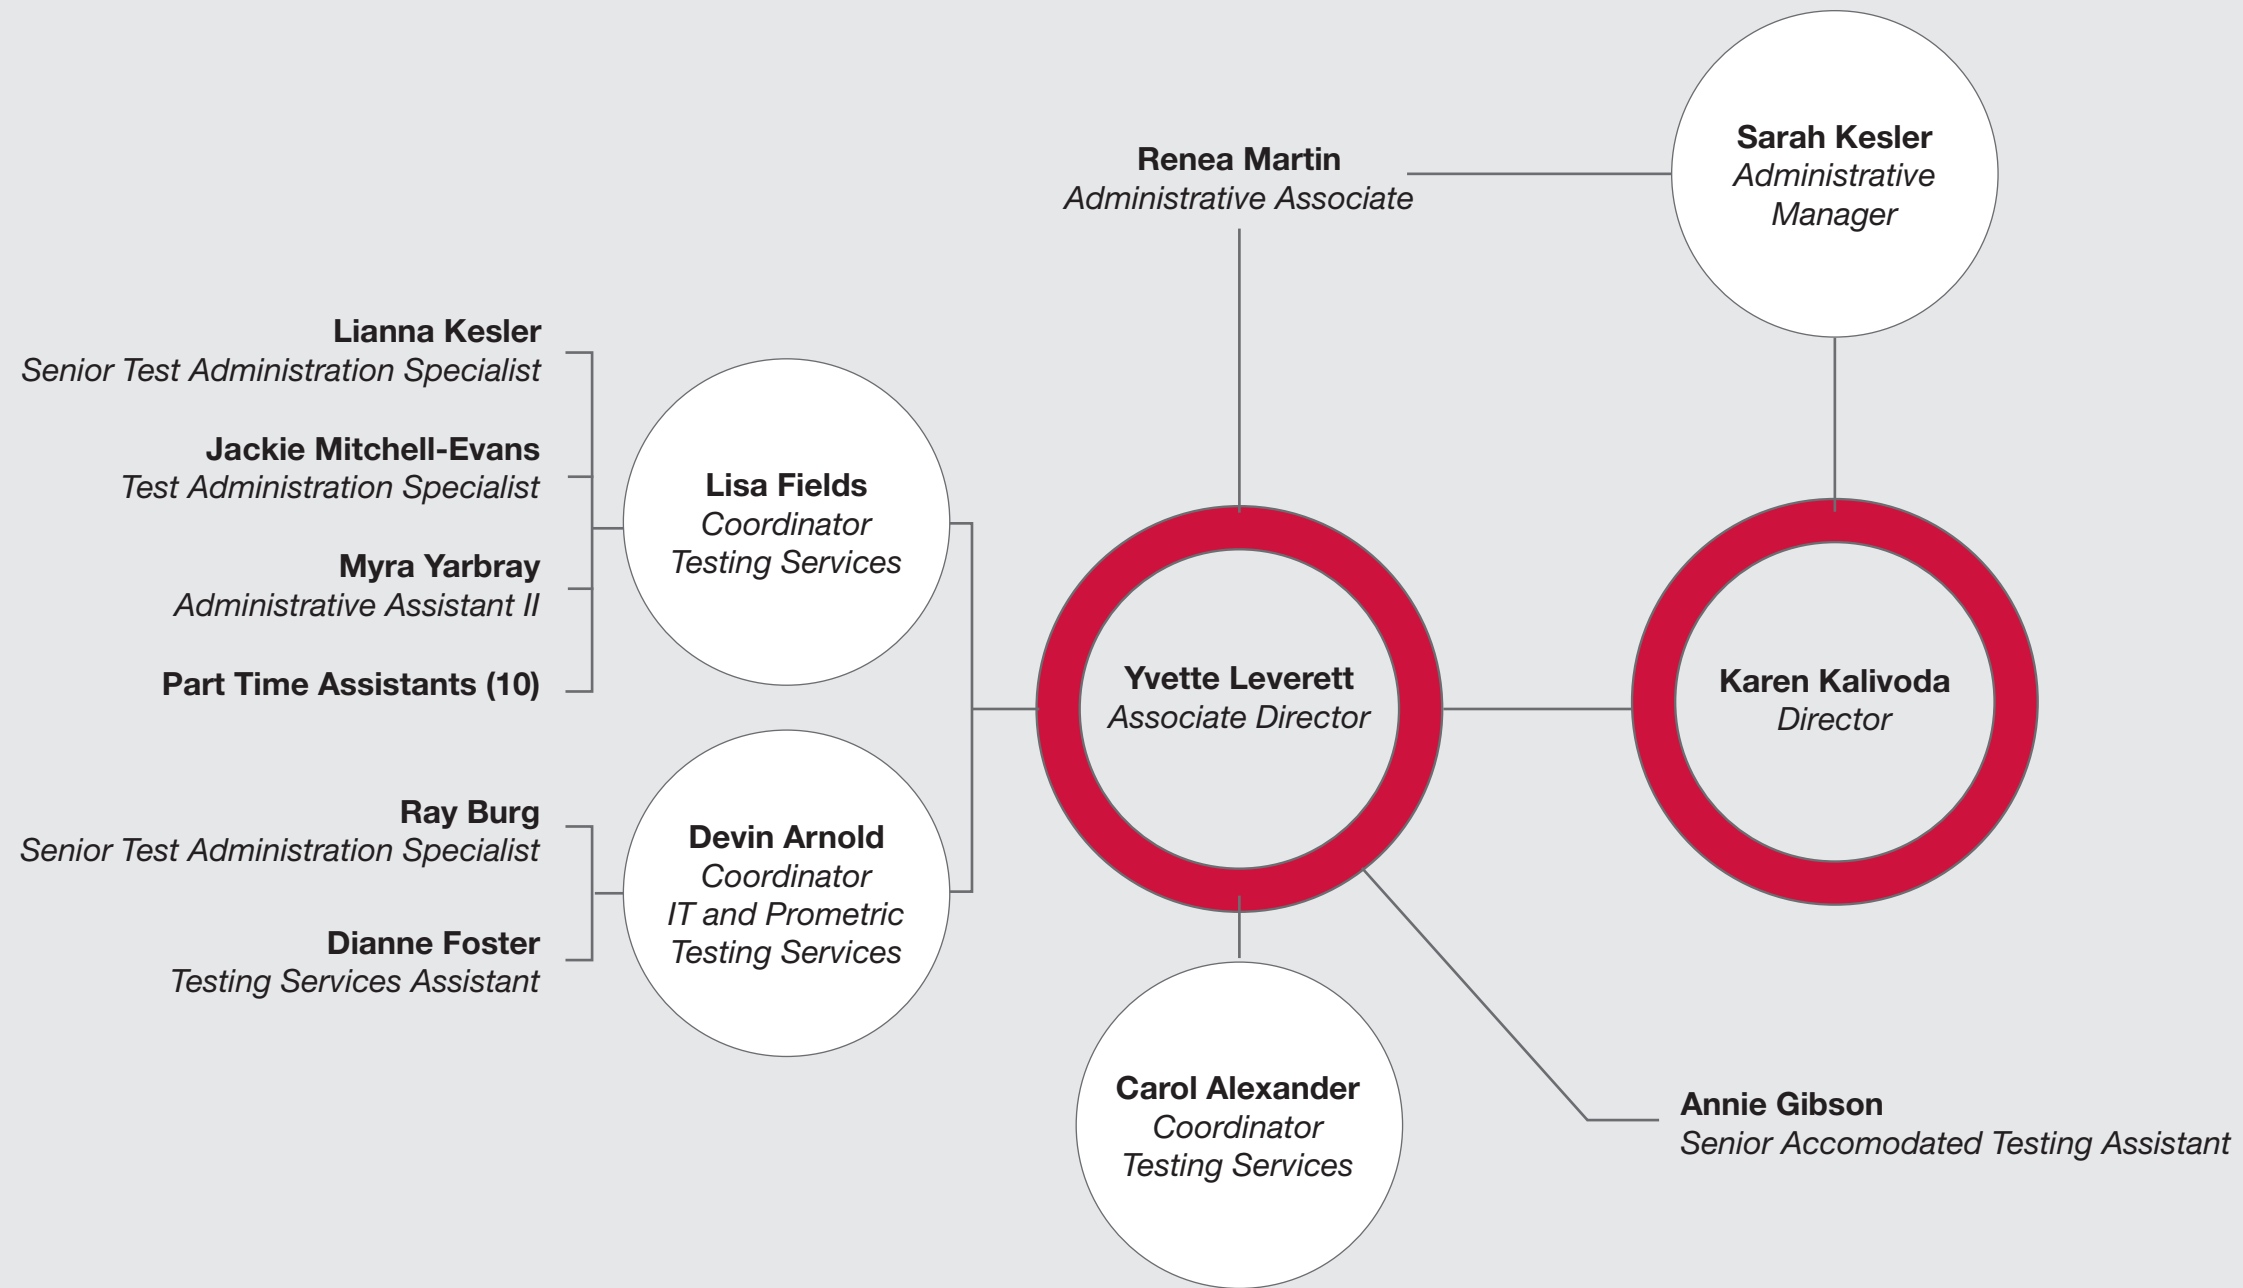 Sarah Kesler
Administrative
Manager
Renea Martin
Administrative Associate
Lianna Kesler
Senior Test Administration Specialist
Jackie Mitchell-Evans
Test Administration Specialist
Myra Yarbray
Administrative Assistant II
Part Time Assistants (10)
Lisa Fields
Coordinator
Testing Services
Ray Burg
Senior Test Administration Specialist
Dianne Foster
Testing Services Assistant
Devin Arnold
Coordinator
IT and Prometric
Testing Services
Yvette Leverett
Associate Director
Karen Kalivoda
Director
Carol Alexander
Coordinator
Testing Services
Annie Gibson
Senior Accomodated Testing Assistant